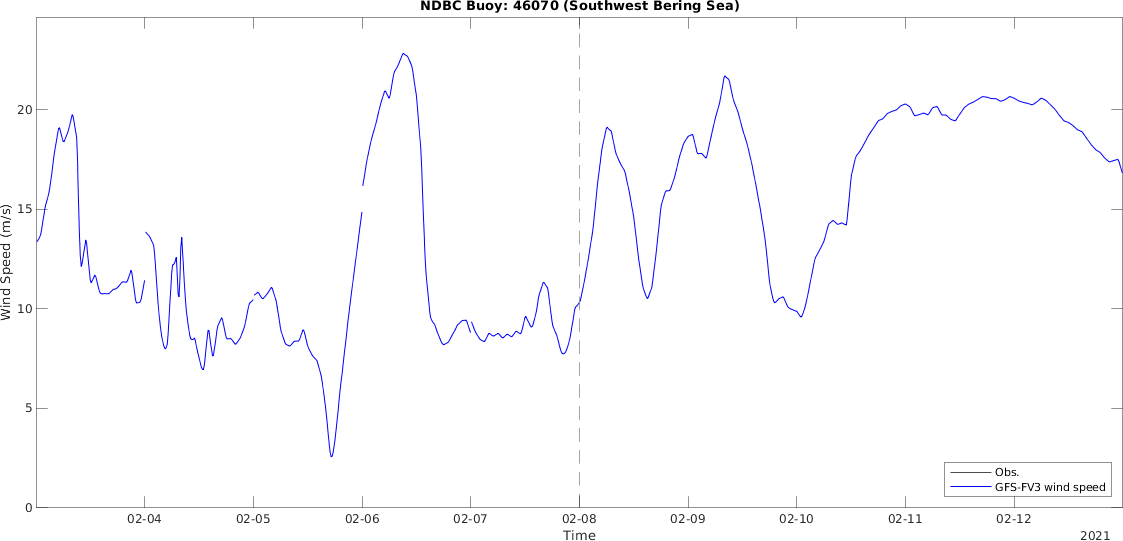 NDBC Buoy: 46070 (Southwest Bering Sea)
Wind Speed (m/s)
20
15
10
5
0
02-04 02-05 02-06 02-07 02-08 02-09 02-10 02-11 02-12
Time
2021
Obs.
GFS-FV3 wind speed